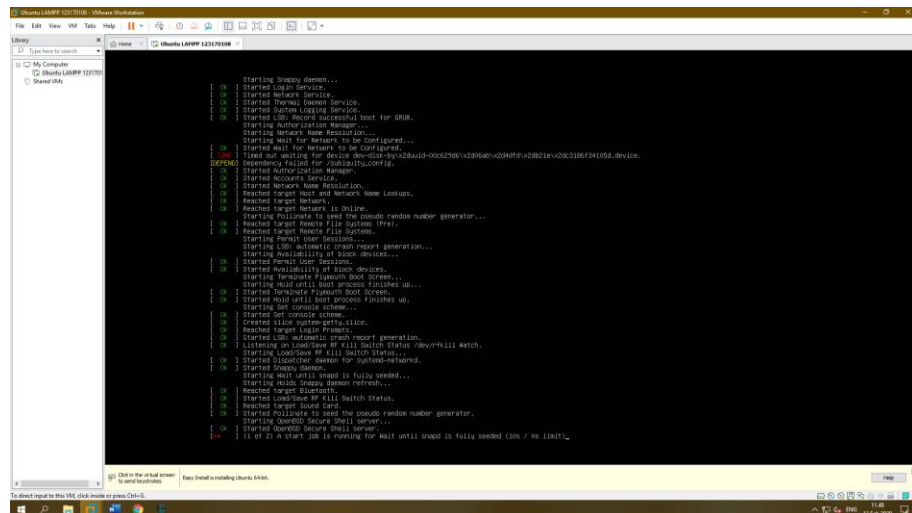 Ubuntu LAMPP 123170108 - VMware Workstation
File Edit View VM Tabs Help
Library
Home
Ubuntu LAMPP 123170108
Type here to search
My Computer
Ubuntu LAMPP 123170
Shared VMs
Starting Snappy daemon...
[ OK ] Started Login Service.
[ OK ] Started Network Service.
[ OK ] Started Thermal Daemon Service.
[ OK ] Started System Logging Service.
[ OK ] Started LSB: Record successful boot for GRUB.
Starting Authorization Manager...
Starting Network Name Resolution...
Starting Wait for Network to be Configured...
[ OK ] Started Wait for Network to be Configured.
[ TIME ] Timed out waiting for device
[DEPEND] Dependency failed for /subiquity_config.
[ OK ] Started Authorization Manager.
[ OK ] Started Accounts Service.
[ OK ] Started Network Name Resolution.
[ OK ] Reached target Host and Network Name Lookups.
[ OK ] Reached target Network.
[ OK ] Reached target Network is Online.
Starting Pollinate to seed the pseudo random number generator...
[ OK ] Reached target Remote File Systems (Pre).
[ OK ] Reached target Remote File Systems.
Starting Permit User Sessions...
Starting LSB: automatic crash report generation...
Starting Availability of block devices...
[ OK ] Started Permit User Sessions.
[ OK ] Started Availability of block devices.
Starting Terminate Plymouth Boot Screen...
Starting Hold until boot process finishes up...
[ OK ] Started Terminate Plymouth Boot Screen.
[ OK ] Started Hold until boot process finishes up.
Starting Set console scheme...
[ OK ] Started Set console scheme.
[ OK ] Created slice system-getty.slice.
[ OK ] Reached target Login Prompts.
[ OK ] Started LSB: automatic crash report generation.
[ OK ] Listening on Load/Save RF Kill Switch Status /dev/rfkill Watch.
Starting Load/Save RF Kill Switch Status...
[ OK ] Started Dispatcher daemon for systemd-networkd.
[ OK ] Started Snappy daemon.
Starting Wait until snapd is fully seeded...
Starting Holds Snappy daemon refresh...
[ OK ] Reached target Bluetooth.
[ OK ] Started Load/Save RF Kill Switch Status.
[ OK ] Reached target Sound Card.
[ OK ] Started Pollinate to seed the pseudo random number generator.
Starting OpenBSD Secure Shell server...
[ OK ] Started OpenBSD Secure Shell server.
[** ] (1 of 2) A start job is running for Wait until snapd is fully seeded (10s / no limit)_
Click in the virtual screen
to send keystrokes
Easy Install is installing Ubuntu 64-bit.
Help
To direct input to this VM, click inside or press Ctrl+G.
ENG
11.48